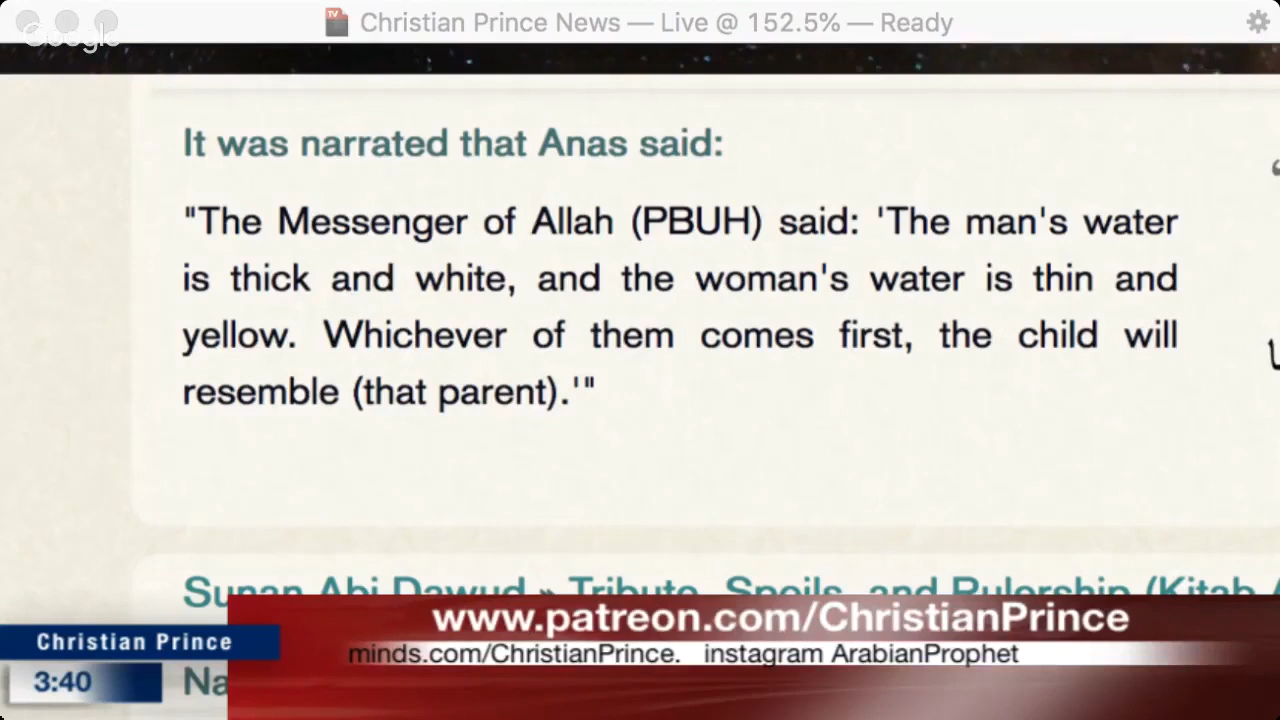 Christian Prince News — Live @ 152.5% — Ready
Google
It was narrated that Anas said:
"The Messenger of Allah (PBUH) said: 'The man's water
is thick and white, and the woman's water is thin and
yellow. Whichever of them comes first, the child will
resemble (that parent).'"
Sunan Abi Dawud » Tribute, Spoils, and Rulership (Kitab
www.patreon.com/ChristianPrince
Christian Prince
minds.com/ChristianPrince. instagram ArabianProphet
3:40
Na